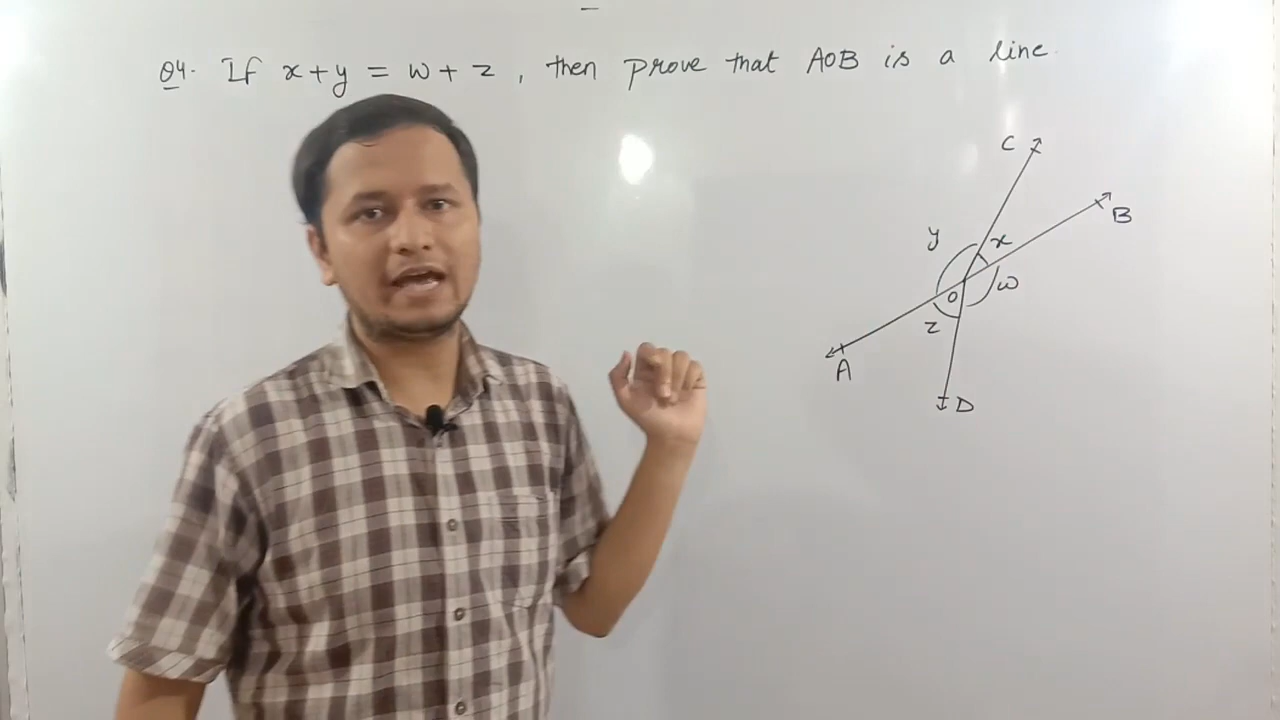 Q4. If x+y = w+z, then prove that AOB is a line.
C
B
y
x
O
w
z
A
D